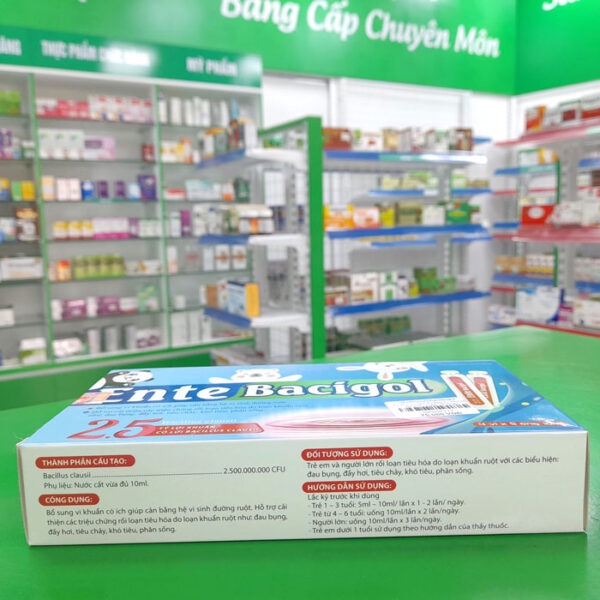 Bằng Cấp Chuyên Môn
THỰC PHẨM CHỨC NĂNG
MỸ PHẨM
Ente Bacigol
2.5
TỶ LỢI KHUẨN
CÓ LỢI BACILLUS CLAUSII
THÀNH PHẦN CẤU TẠO:
Bacillus clausii 2.500.000.000 CFU
Phụ liệu: Nước cất vừa đủ 10ml.
CÔNG DỤNG:
Bổ sung vi khuẩn có ích giúp cân bằng hệ vi sinh đường ruột. Hỗ trợ cải
thiện các triệu chứng rối loạn tiêu hóa do loạn khuẩn ruột như: đau bụng,
đầy hơi, tiêu chảy, khó tiêu, phân sống.
ĐỐI TƯỢNG SỬ DỤNG:
Trẻ em và người lớn rối loạn tiêu hóa do loạn khuẩn ruột với các biểu hiện:
đau bụng, đầy hơi, tiêu chảy, khó tiêu, phân sống.
HƯỚNG DẪN SỬ DỤNG:
Lắc kỹ trước khi dùng
- Trẻ 1 – 3 tuổi: 5ml – 10ml/ lần x 1 - 2 lần/ ngày.
- Trẻ từ 4 – 6 tuổi: uống 10ml/ lần x 2 lần/ ngày.
- Người lớn: uống 10ml/lần x 3 lần/ ngày.
- Trẻ em dưới 1 tuổi sử dụng theo hướng dẫn của thầy thuốc.